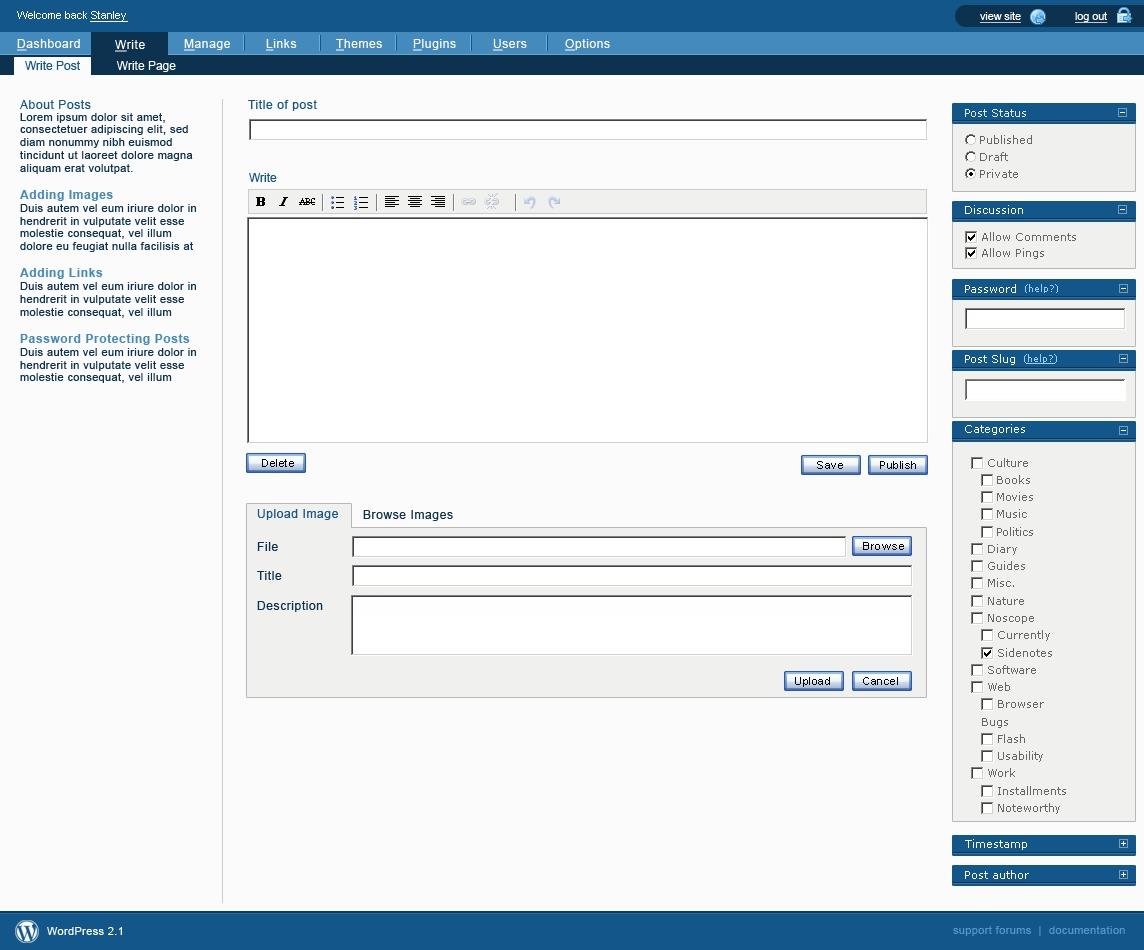 Welcome back Stanley
view site log out
Dashboard Write Manage Links Themes Plugins Users Options
Write Post Write Page
About Posts
Lorem ipsum dolor sit amet,
consectetuer adipiscing elit, sed
diam nonummy nibh euismod
tincidunt ut laoreet dolore magna
aliquam erat volutpat.
Adding Images
Duis autem vel eum iriure dolor in
hendrerit in vulputate velit esse
molestie consequat, vel illum
dolore eu feugiat nulla facilisis at
Adding Links
Duis autem vel eum iriure dolor in
hendrerit in vulputate velit esse
molestie consequat, vel illum
Password Protecting Posts
Duis autem vel eum iriure dolor in
hendrerit in vulputate velit esse
molestie consequat, vel illum
Title of post
Write
B I ABC
Delete Save Publish
Upload Image Browse Images
File Browse
Title
Description
Upload Cancel
Post Status
Published
Draft
Private
Discussion
Allow Comments
Allow Pings
Password (help?)
Post Slug (help?)
Categories
Culture
Books
Movies
Music
Politics
Diary
Guides
Misc.
Nature
Noscope
Currently
Sidenotes
Software
Web
Browser
Bugs
Flash
Usability
Work
Installments
Noteworthy
Timestamp
Post author
WordPress 2.1
support forums | documentation